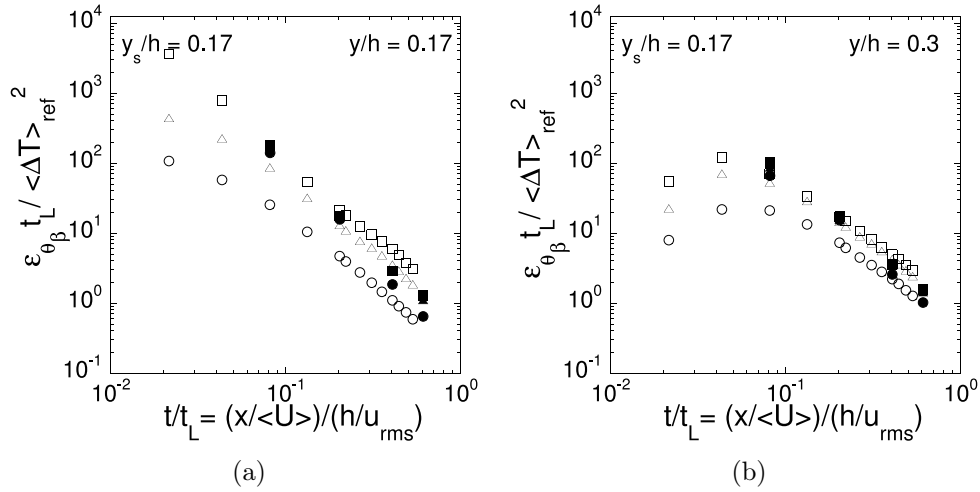 y_s/h = 0.17 y/h = 0.17
10^4
10^3
10^2
10^1
10^0
10^-1
ε_θ_β t_L / <ΔT>_ref^2
10^-2 10^-1 10^0
t/t_L = (x/<U>)/(h/u_rms)
(a)
y_s/h = 0.17 y/h = 0.3
10^4
10^3
10^2
10^1
10^0
10^-1
ε_θ_β t_L / <ΔT>_ref^2
10^-2 10^-1 10^0
t/t_L = (x/<U>)/(h/u_rms)
(b)